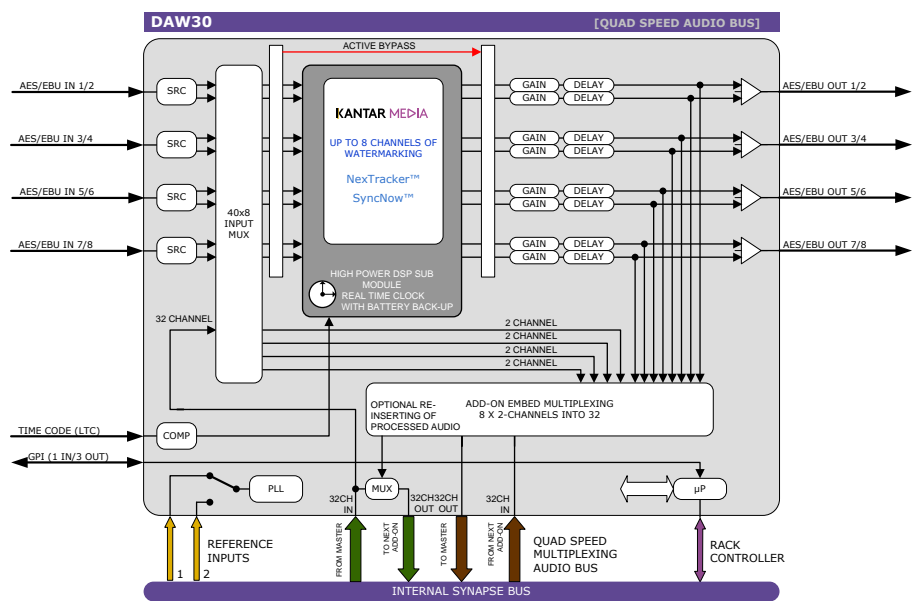 DAW30 [QUAD SPEED AUDIO BUS]
ACTIVE BYPASS
AES/EBU IN 1/2
SRC
GAIN
DELAY
GAIN
DELAY
AES/EBU OUT 1/2
KANTAR MEDIA
UP TO 8 CHANNELS OF
WATERMARKING
NexTracker™
SyncNow™
AES/EBU IN 3/4
SRC
GAIN
DELAY
GAIN
DELAY
AES/EBU OUT 3/4
AES/EBU IN 5/6
SRC
GAIN
DELAY
GAIN
DELAY
AES/EBU OUT 5/6
40x8
INPUT
MUX
AES/EBU IN 7/8
SRC
GAIN
DELAY
GAIN
DELAY
AES/EBU OUT 7/8
HIGH POWER DSP SUB
MODULE
REAL TIME CLOCK
WITH BATTERY BACK-UP
32 CHANNEL
2 CHANNEL
2 CHANNEL
2 CHANNEL
2 CHANNEL
OPTIONAL RE-
INSERTING OF
PROCESSED AUDIO
ADD-ON EMBED MULTIPLEXING
8 X 2-CHANNELS INTO 32
TIME CODE (LTC)
COMP
GPI (1 IN/3 OUT)
PLL
MUX
µP
32CH
IN
32CH
OUT
32CH
OUT
32CH
IN
REFERENCE
INPUTS
1
2
FROM MASTER
TO NEXT
ADD-ON
TO MASTER
FROM NEXT
ADD-ON
QUAD SPEED
MULTIPLEXING
AUDIO BUS
RACK
CONTROLLER
INTERNAL SYNAPSE BUS